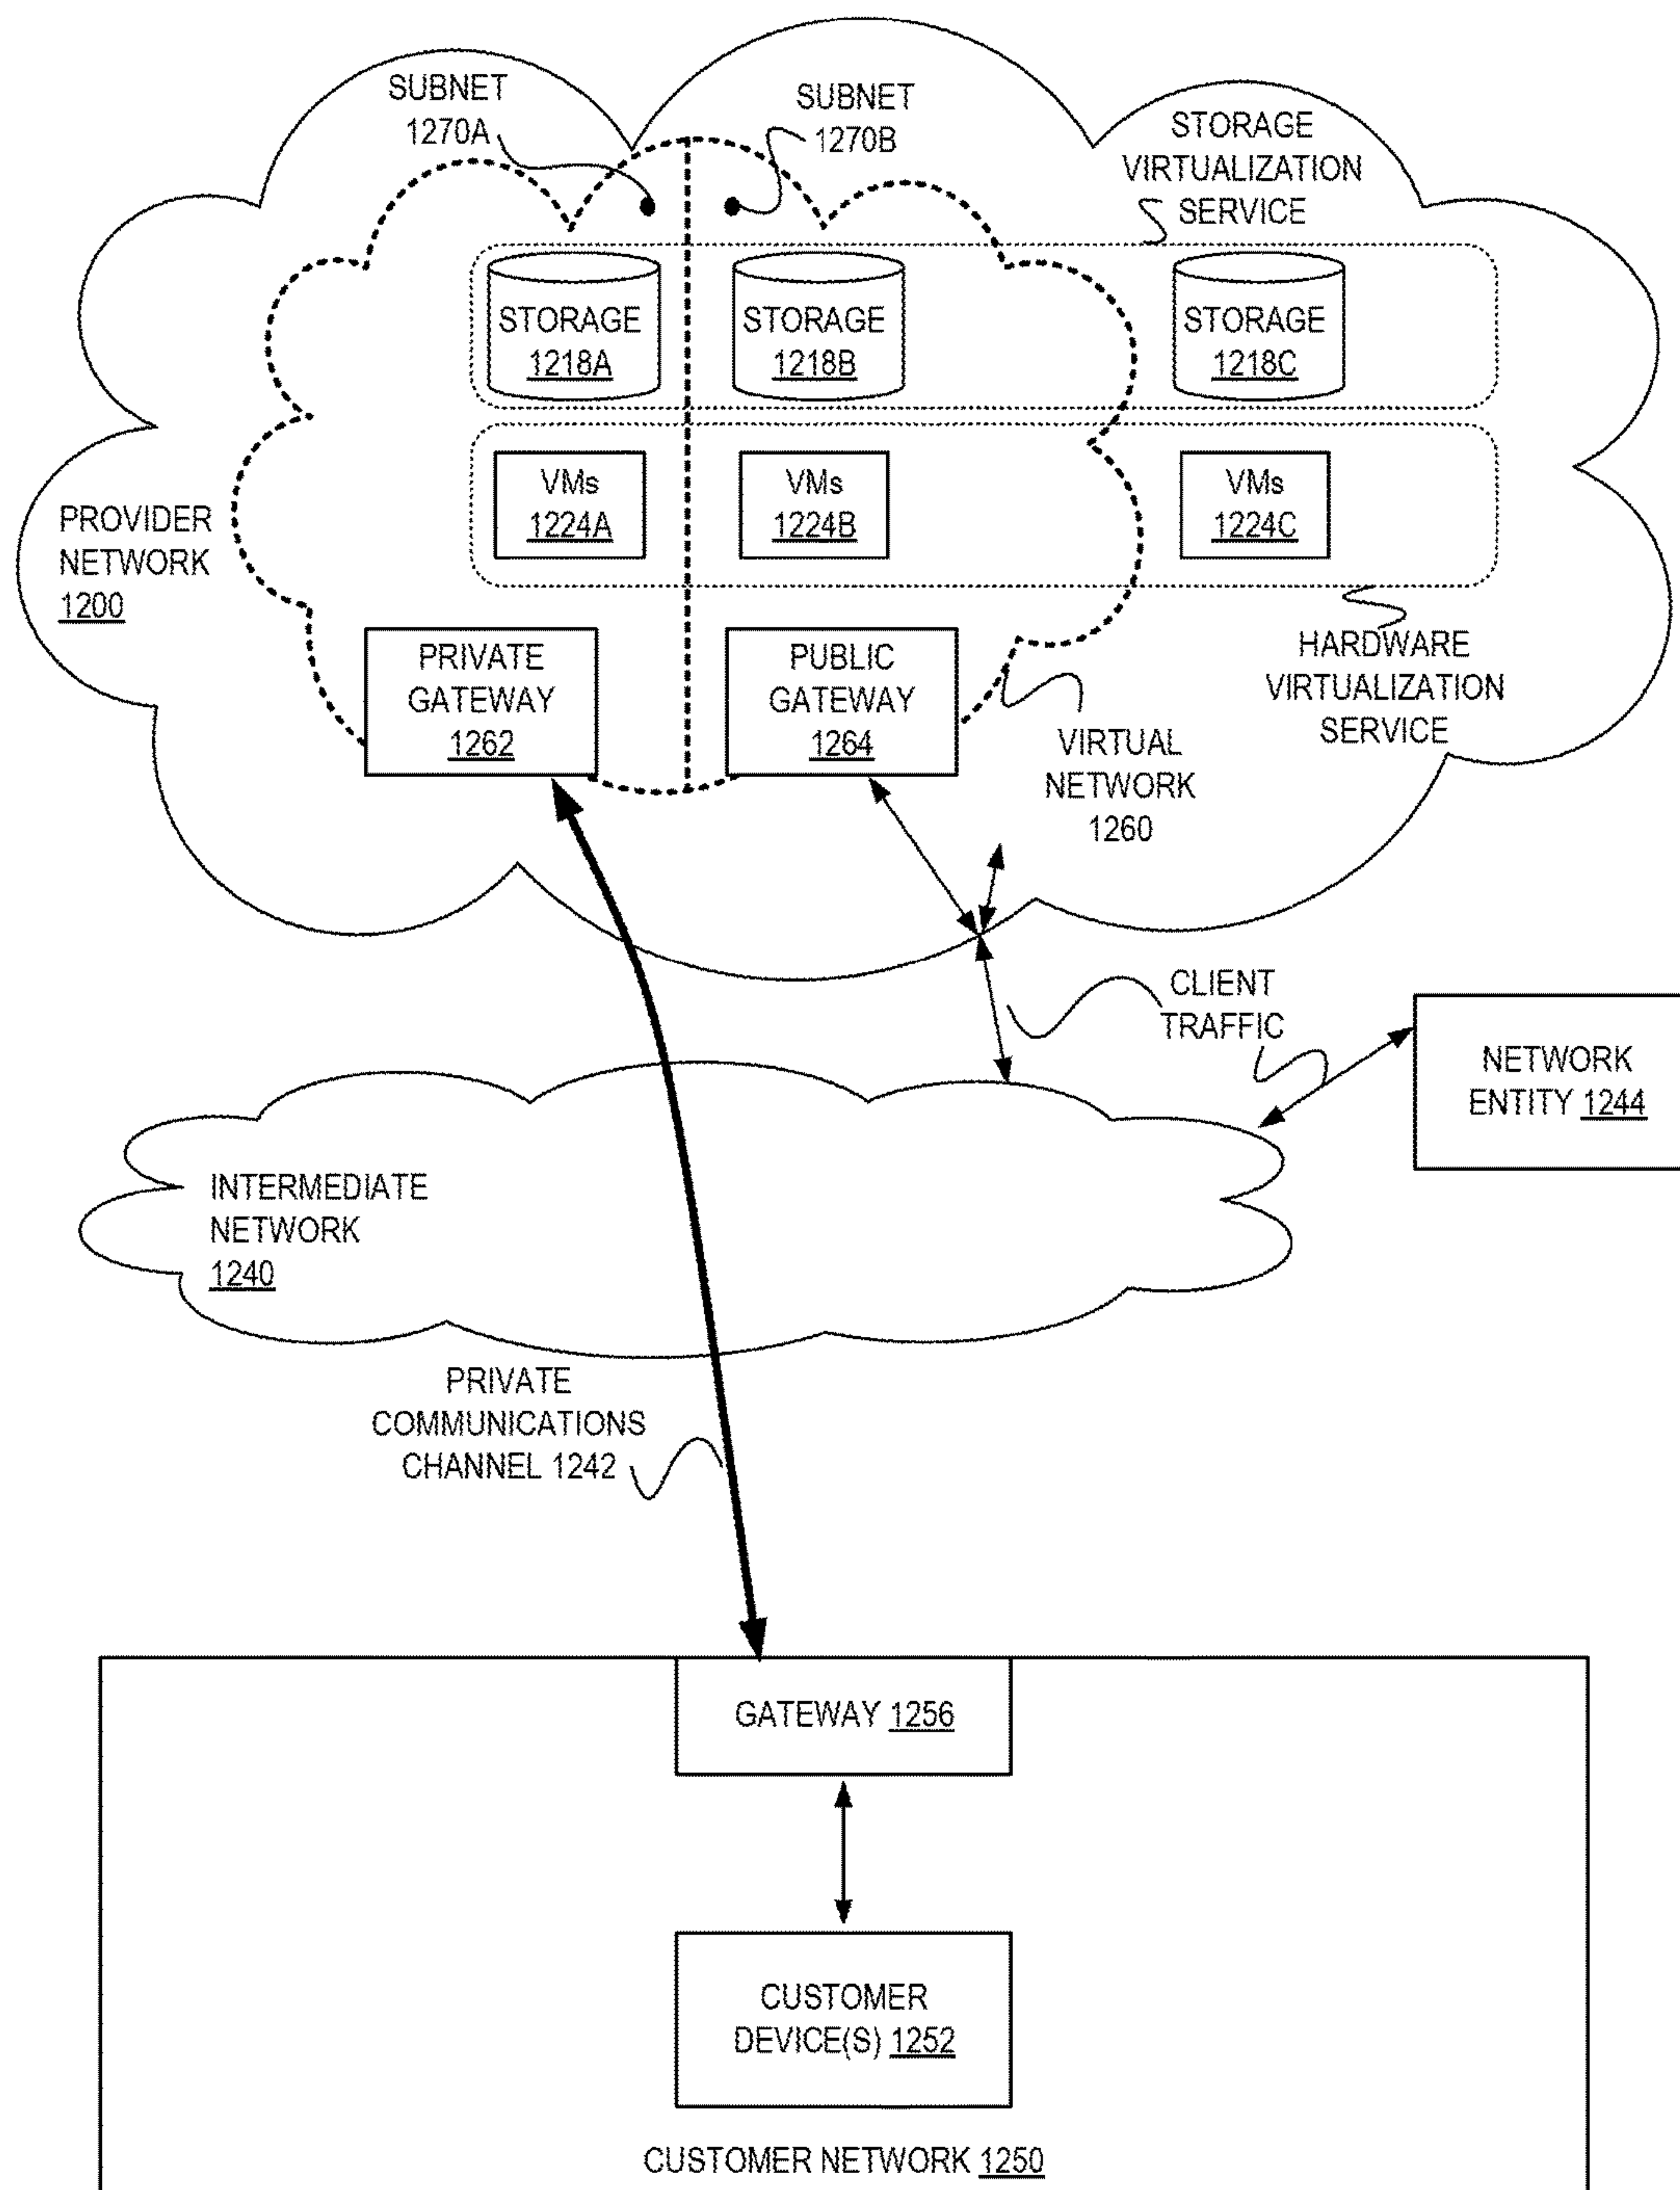 SUBNET
1270A
SUBNET
1270B
STORAGE
VIRTUALIZATION
SERVICE
STORAGE
1218A
STORAGE
1218B
STORAGE
1218C
VMs
1224A
VMs
1224B
VMs
1224C
PROVIDER
NETWORK
1200
PRIVATE
GATEWAY
1262
PUBLIC
GATEWAY
1264
HARDWARE
VIRTUALIZATION
SERVICE
VIRTUAL
NETWORK
1260
CLIENT
TRAFFIC
NETWORK
ENTITY 1244
INTERMEDIATE
NETWORK
1240
PRIVATE
COMMUNICATIONS
CHANNEL 1242
GATEWAY 1256
CUSTOMER
DEVICE(S) 1252
CUSTOMER NETWORK 1250